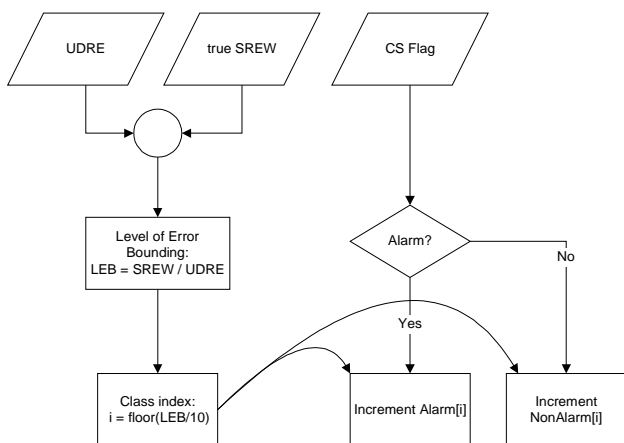 UDRE
true SREW
CS Flag
Level of Error
Bounding:
LEB = SREW / UDRE
Alarm?
No
Yes
Class index:
i = floor(LEB/10)
Increment Alarm[i]
Increment
NonAlarm[i]